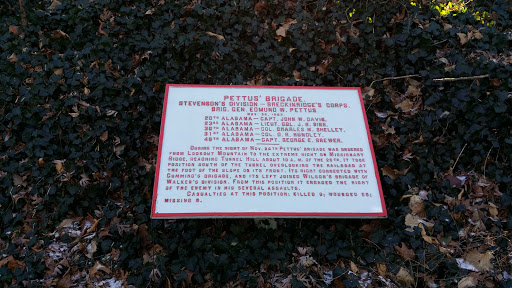 PETTUS' BRIGADE.
STEVENSON'S DIVISION — BRECKINRIDGE'S CORPS.
BRIG. GEN. EDMUND W. PETTUS.
NOV. 25, 1863.
20TH ALABAMA—CAPT. JOHN W. DAVIS.
23RD ALABAMA—LIEUT. COL. J. B. BIBB.
30TH ALABAMA—COL. CHARLES M. SHELLEY.
31ST ALABAMA—COL. D. R. HUNDLEY.
46TH ALABAMA—CAPT. GEORGE E. BREWER.
DURING THE NIGHT OF NOV. 24TH PETTUS' BRIGADE WAS ORDERED
FROM LOOKOUT MOUNTAIN TO THE EXTREME RIGHT ON MISSIONARY
RIDGE, REACHING TUNNEL HILL ABOUT 10 A. M. OF THE 25TH. IT TOOK
POSITION SOUTH OF THE TUNNEL OVERLOOKING THE RAILROAD AT
THE FOOT OF THE SLOPE ON ITS FRONT. ITS RIGHT CONNECTED WITH
CUMMING'S BRIGADE, AND ITS LEFT JOINED WILSON'S BRIGADE OF
WALKER'S DIVISION. FROM THIS POSITION IT ENGAGED THE RIGHT
OF THE ENEMY IN HIS SEVERAL ASSAULTS.
CASUALTIES AT THIS POSITION: KILLED WOUNDED
MISSING